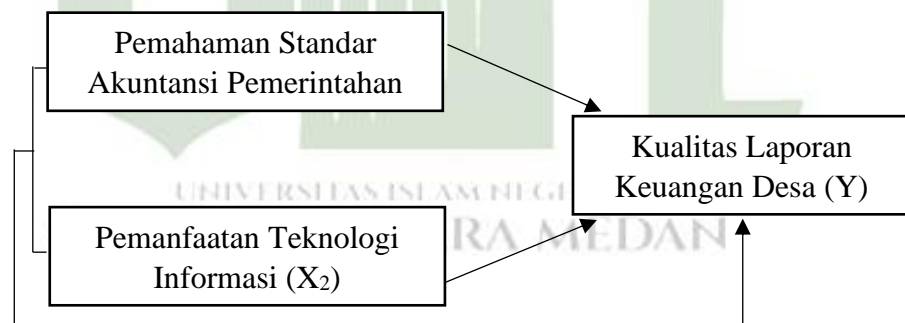 Pemahaman Standar
Akuntansi Pemerintahan
Kualitas Laporan
Keuangan Desa (Y)
UNIVERSITAS ISLAM NEGE
RA MEDAN
Pemanfaatan Teknologi
Informasi (X₂)